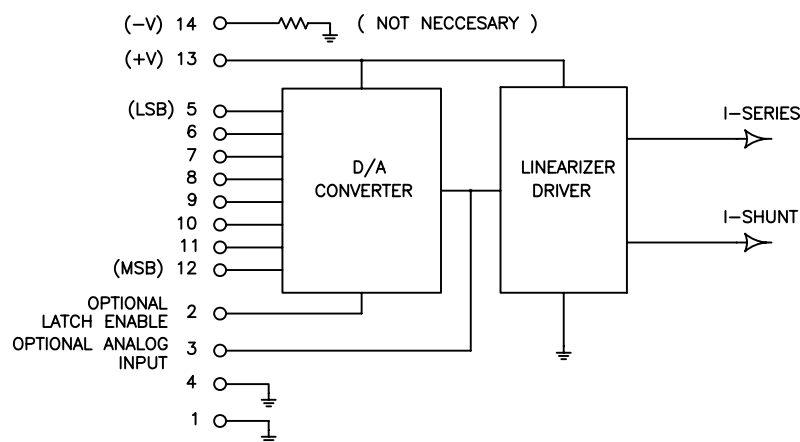 (−V) 14 ( NOT NECCESARY )
(+V) 13
(LSB) 5
6
7
8
9
10
11
(MSB) 12
D/A
CONVERTER
LINEARIZER
DRIVER
I−SERIES
I−SHUNT
OPTIONAL
LATCH ENABLE 2
OPTIONAL ANALOG
INPUT 3
4
1